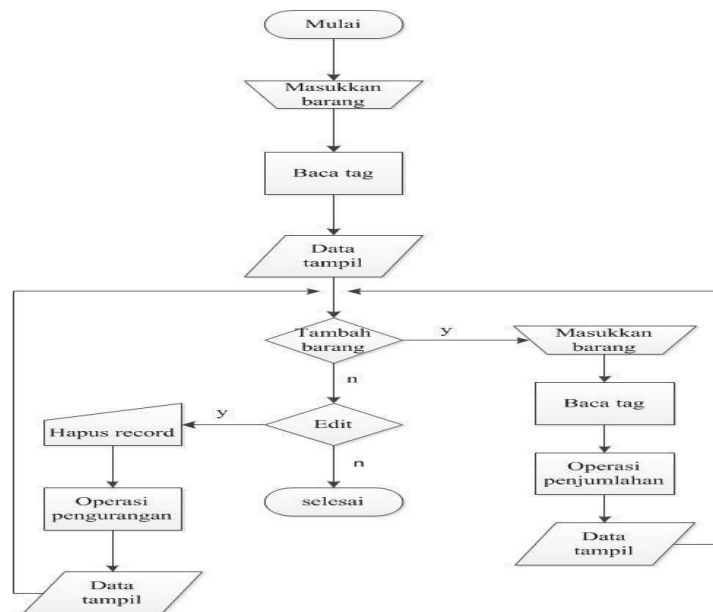 Mulai
Masukkan
barang
Baca tag
Data
tampil
Tambah
barang
y
Masukkan
barang
n
Baca tag
y
Edit
Hapus record
n
Operasi
penjumlahan
selesai
Operasi
pengurangan
Data
tampil
Data
tampil